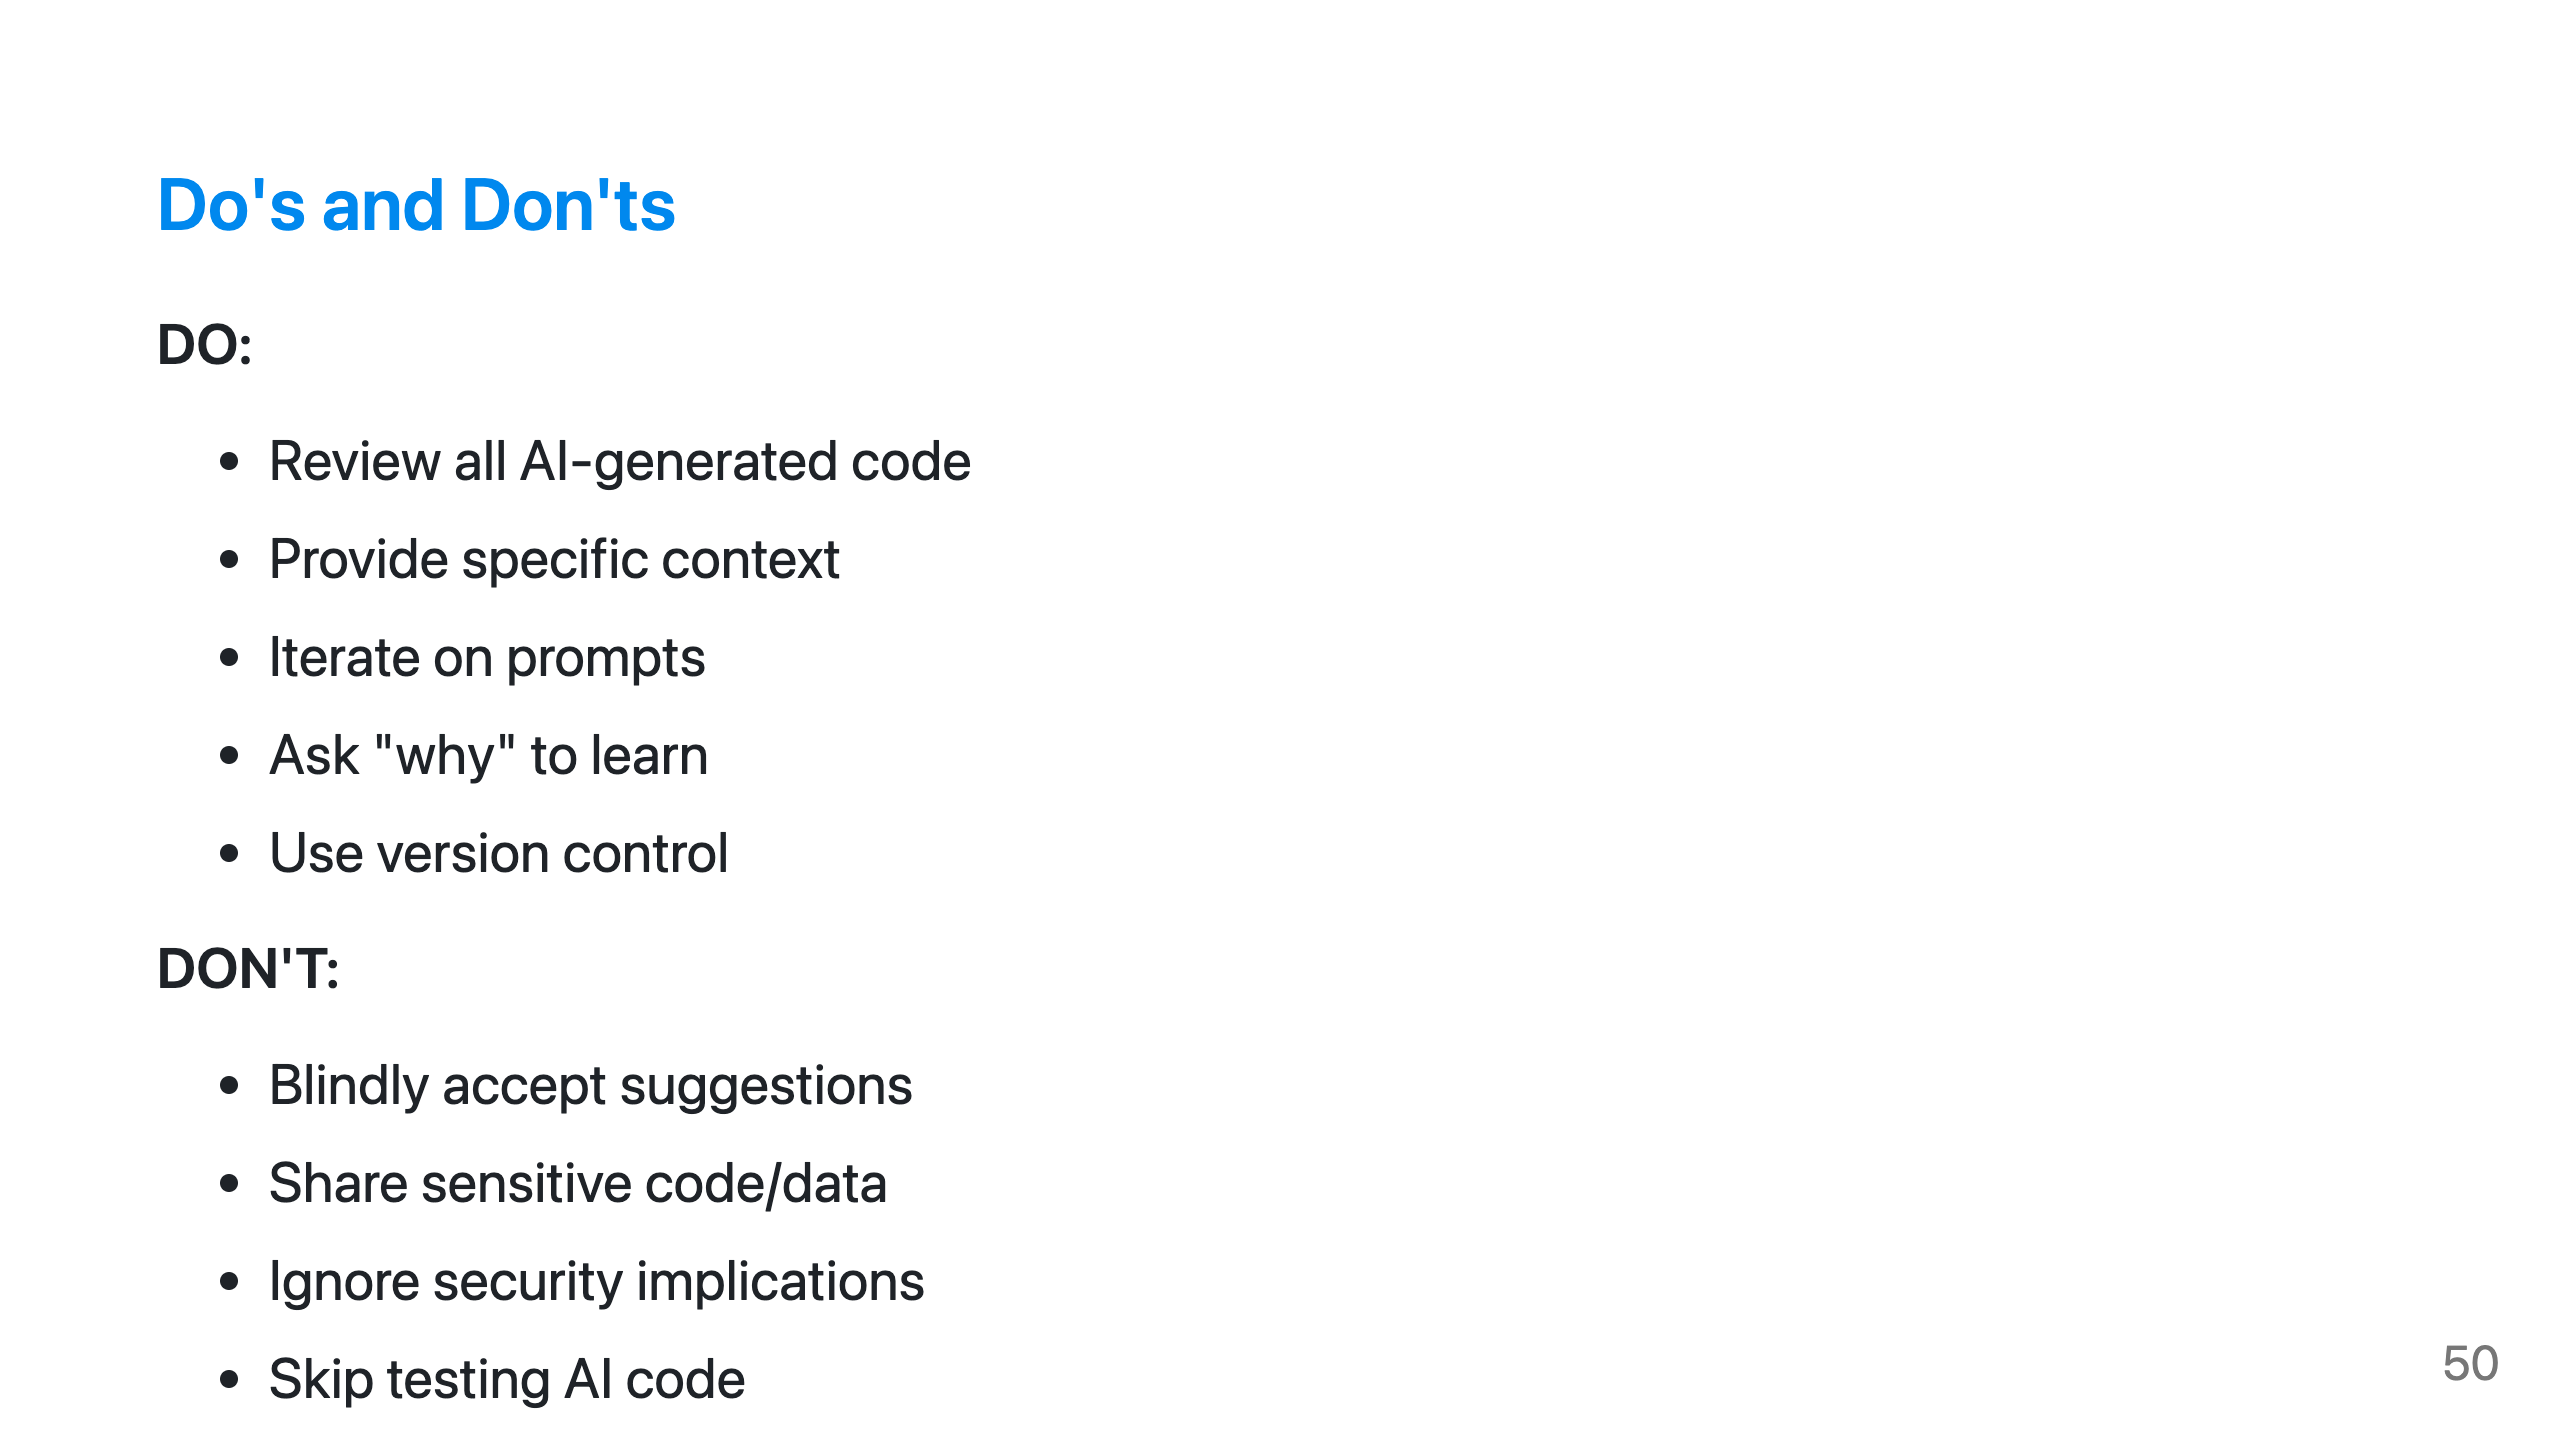 Do's and Don'ts
DO:
• Review all AI-generated code
• Provide specific context
• Iterate on prompts
• Ask "why" to learn
• Use version control
DON'T:
• Blindly accept suggestions
• Share sensitive code/data
• Ignore security implications
• Skip testing AI code
50